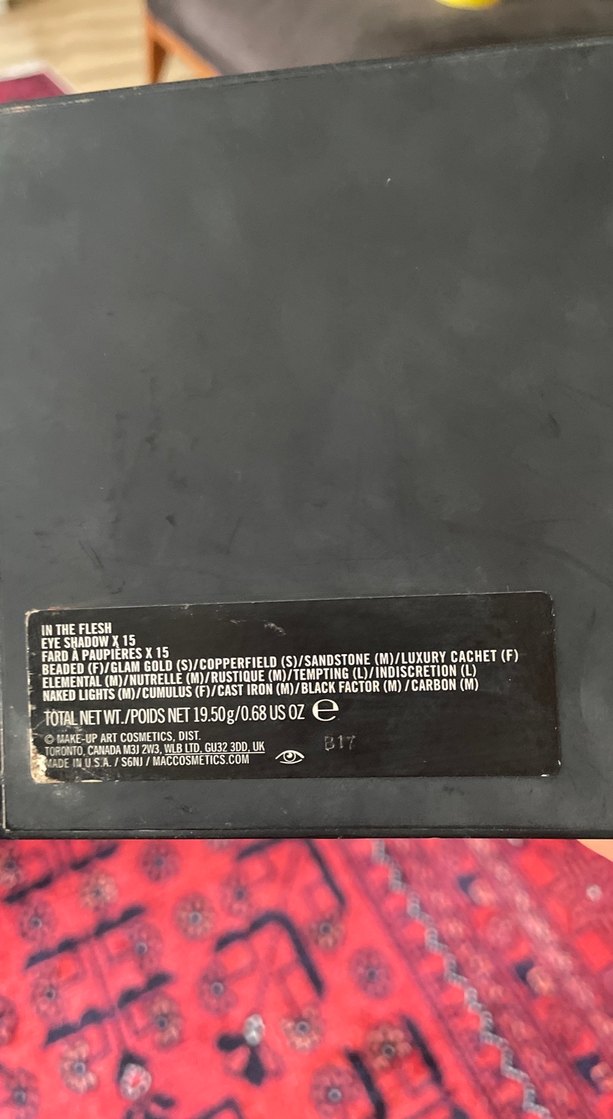 IN THE FLESH
EYE SHADOW X 15
FARD À PAUPIÈRES X 15
BEADED (F)/GLAM GOLD (S)/COPPERFIELD (S)/SANDSTONE (M)/LUXURY CACHET (F)
ELEMENTAL (M)/NUTRELLE (M)/RUSTIQUE (M)/TEMPTING (L)/INDISCRETION (L)
NAKED LIGHTS (M)/CUMULUS (F)/CAST IRON (M)/BLACK FACTOR (M) /CARBON (M)
TOTAL NET WT./POIDS NET 19.50g/0.68 US OZ e
© MAKE-UP ART COSMETICS, DIST.
TORONTO, CANADA M3J 2W3, WLB LTD, GU32 3DD, UK
MADE IN U.S.A. / S6NJ / MACCOSMETICS.COM
B17